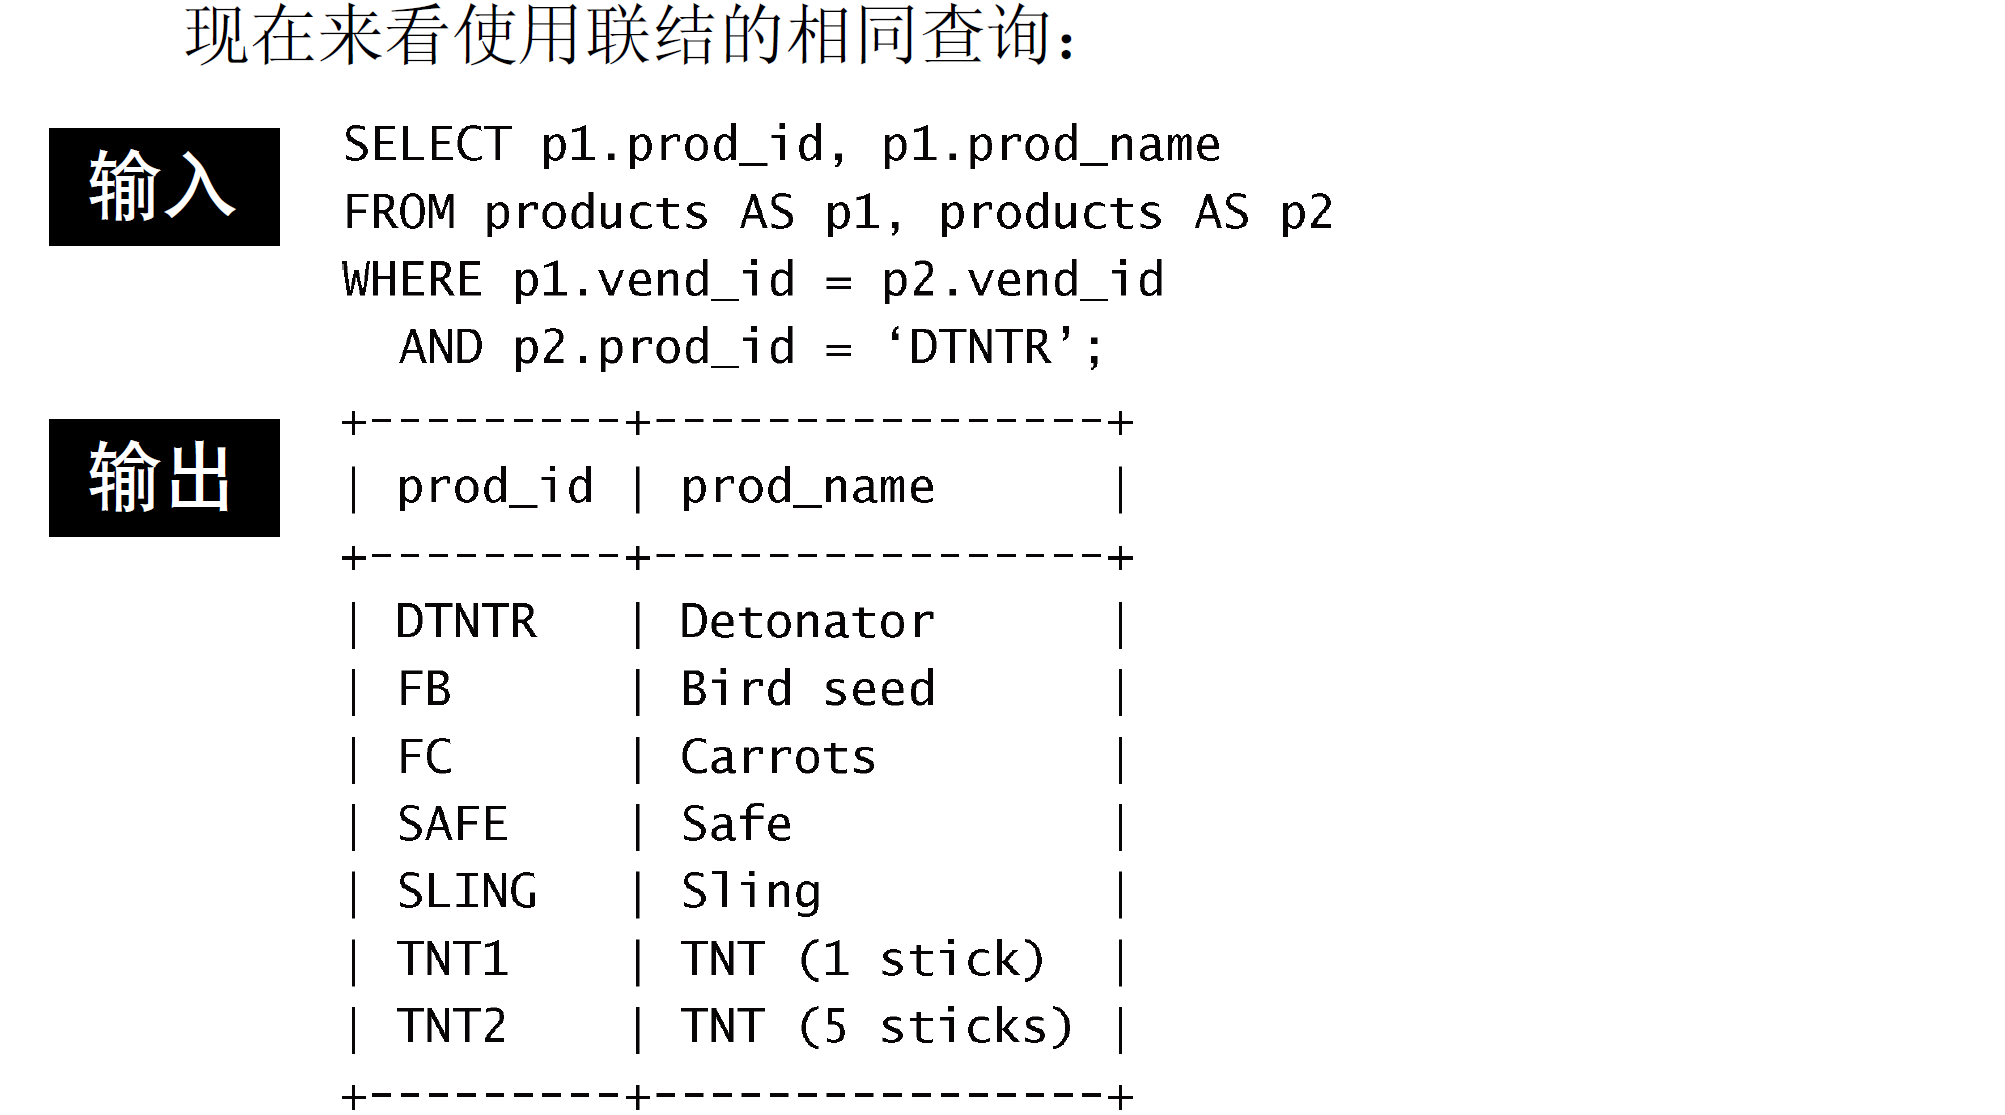 现在来看使用联结的相同查询：
输入
SELECT p1.prod_id, p1.prod_name
FROM products AS p1, products AS p2
WHERE p1.vend_id = p2.vend_id
  AND p2.prod_id = ‘DTNTR’;
输出
+---------+----------------+
| prod_id | prod_name      |
+---------+----------------+
| DTNTR   | Detonator      |
| FB      | Bird seed      |
| FC      | Carrots        |
| SAFE    | Safe           |
| SLING   | Sling          |
| TNT1    | TNT (1 stick)  |
| TNT2    | TNT (5 sticks) |
+---------+----------------+